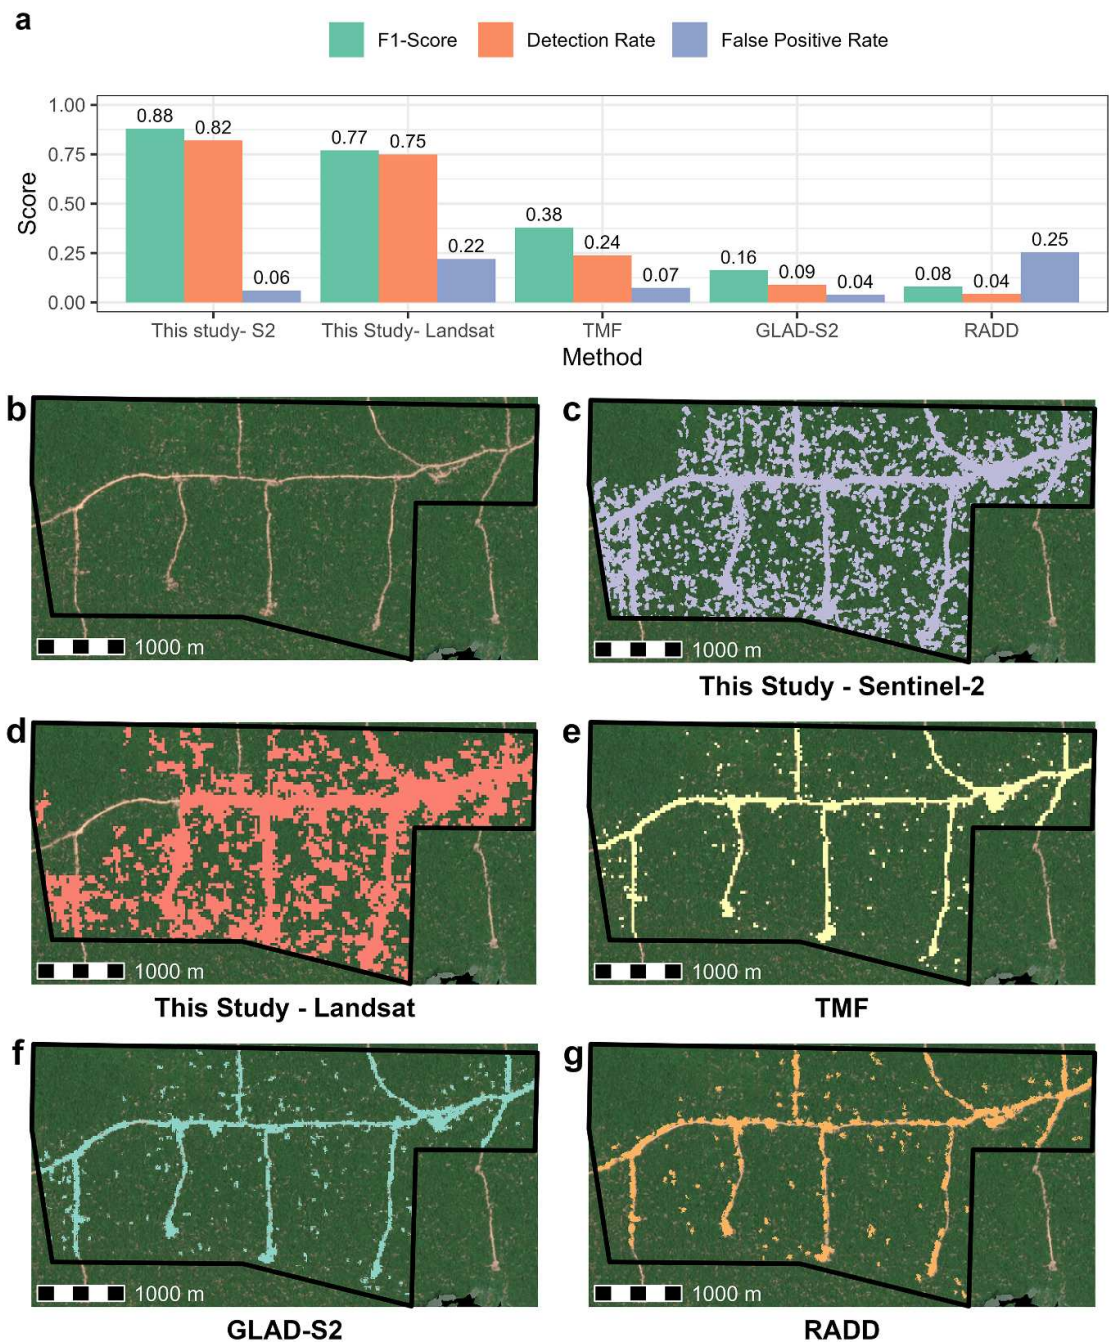 a
F1-Score Detection Rate False Positive Rate
1.00
0.75
0.50
0.25
0.00
Score
0.88 0.82 0.06
0.77 0.75 0.22
0.38 0.24 0.07
0.16 0.09 0.04
0.08 0.04 0.25
This study- S2 This Study- Landsat TMF GLAD-S2 RADD
Method
b
1000 m
c
1000 m
This Study - Sentinel-2
d
1000 m
This Study - Landsat
e
1000 m
TMF
f
1000 m
GLAD-S2
g
1000 m
RADD